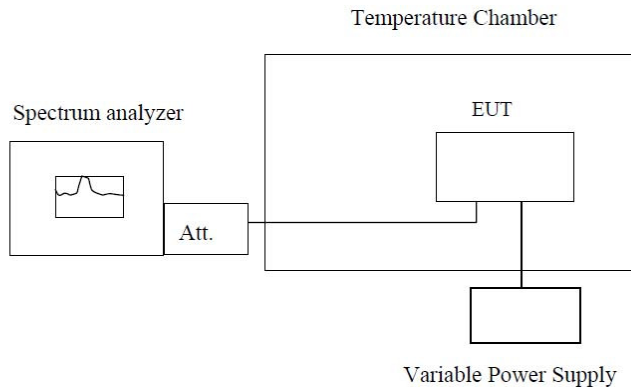 Temperature Chamber
Spectrum analyzer
EUT
Att.
Variable Power Supply